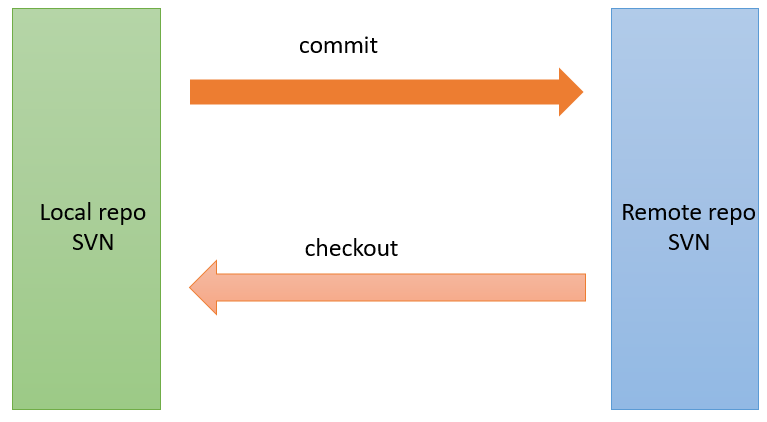 commit
Local repo
SVN
Remote repo
SVN
checkout